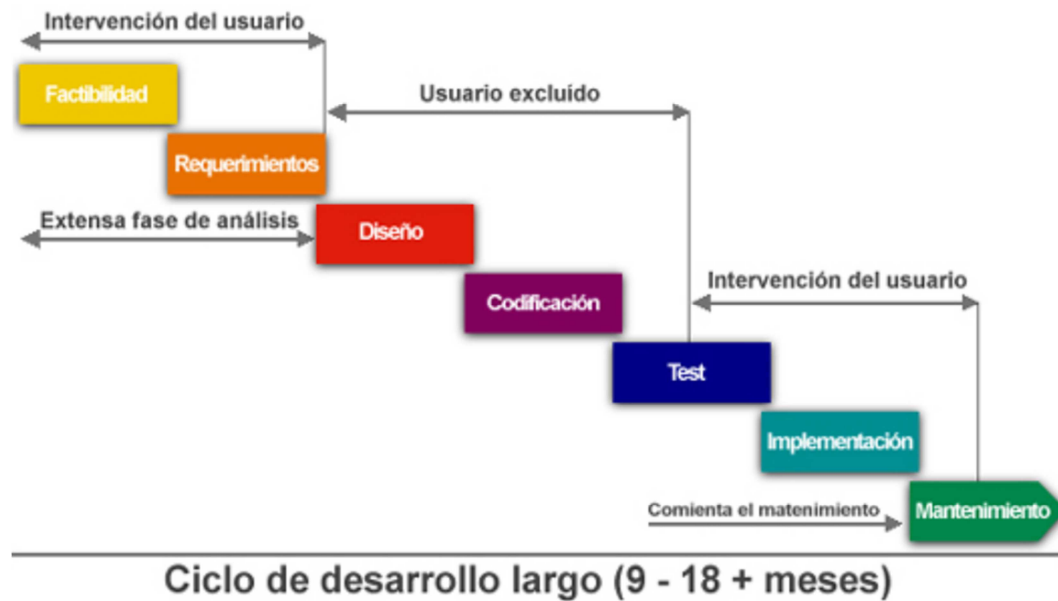 Intervención del usuario
Factibilidad
Usuario excluído
Requerimientos
Extensa fase de análisis
Diseño
Intervención del usuario
Codificación
Test
Implementación
Comienta el matenimiento
Mantenimiento
Ciclo de desarrollo largo (9 - 18 + meses)